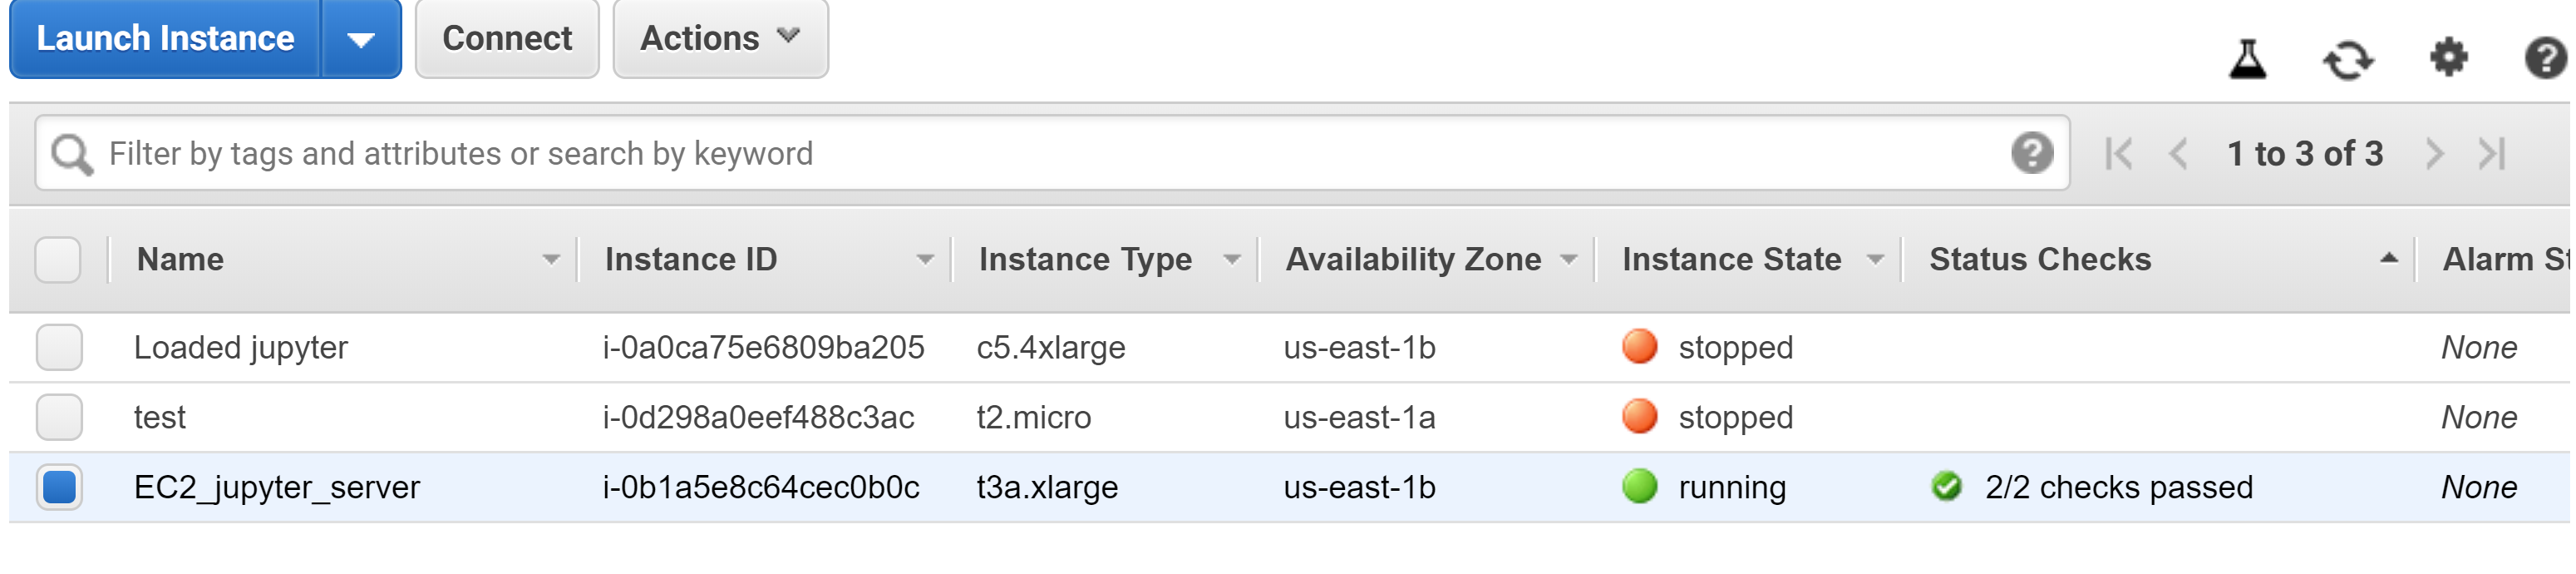 Launch Instance Connect Actions
Filter by tags and attributes or search by keyword 1 to 3 of 3
Name Instance ID Instance Type Availability Zone Instance State Status Checks Alarm St
Loaded jupyter i-0a0ca75e6809ba205 c5.4xlarge us-east-1b stopped None
test i-0d298a0eef488c3ac t2.micro us-east-1a stopped None
EC2_jupyter_server i-0b1a5e8c64cec0b0c t3a.xlarge us-east-1b running 2/2 checks passed None